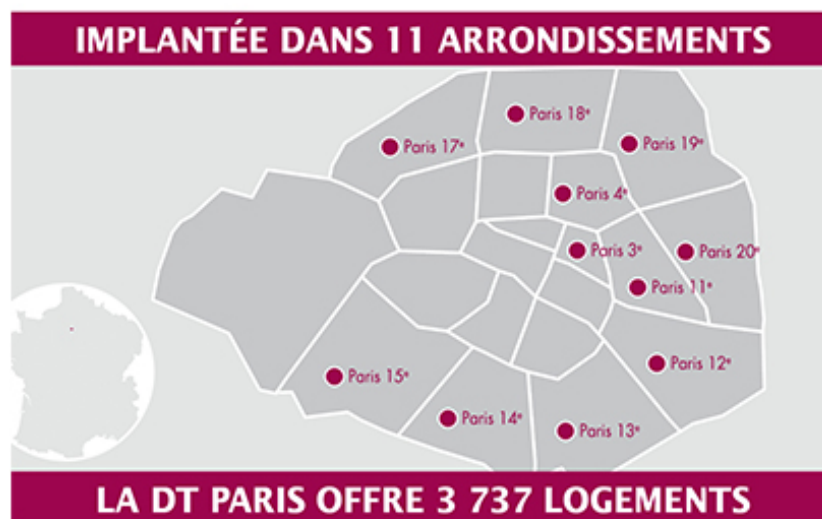 IMPLANTÉE DANS 11 ARRONDISSEMENTS
Paris 18ᵉ
Paris 17ᵉ
Paris 19ᵉ
Paris 4ᵉ
Paris 3ᵉ
Paris 20ᵉ
Paris 11ᵉ
Paris 12ᵉ
Paris 15ᵉ
Paris 14ᵉ
Paris 13ᵉ
LA DT PARIS OFFRE 3 737 LOGEMENTS